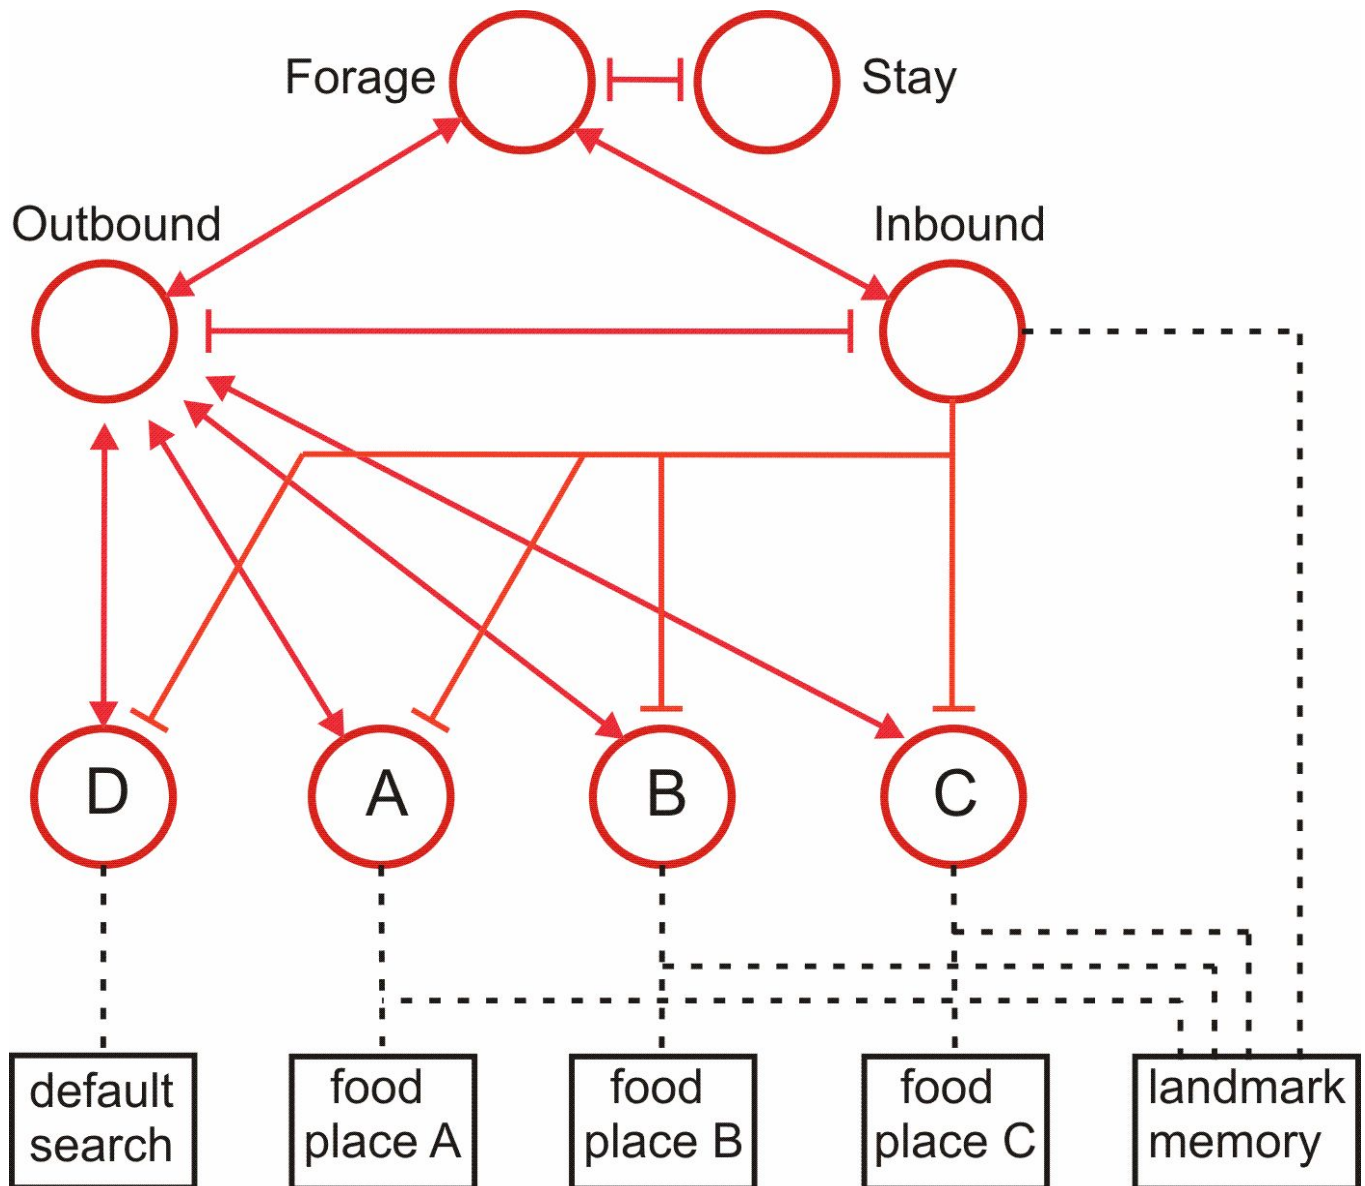 Forage
Stay
Outbound
Inbound
D
A
B
C
default
search
food
place A
food
place B
food
place C
landmark
memory